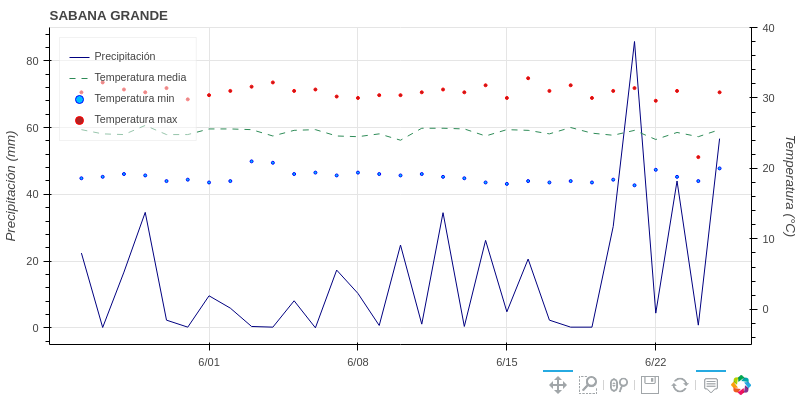 SABANA GRANDE
Precipitación
Temperatura media
Temperatura min
Temperatura max
Precipitación (mm)
80
60
40
20
0
Temperatura (°C)
40
30
20
10
0
6/01
6/08
6/15
6/22